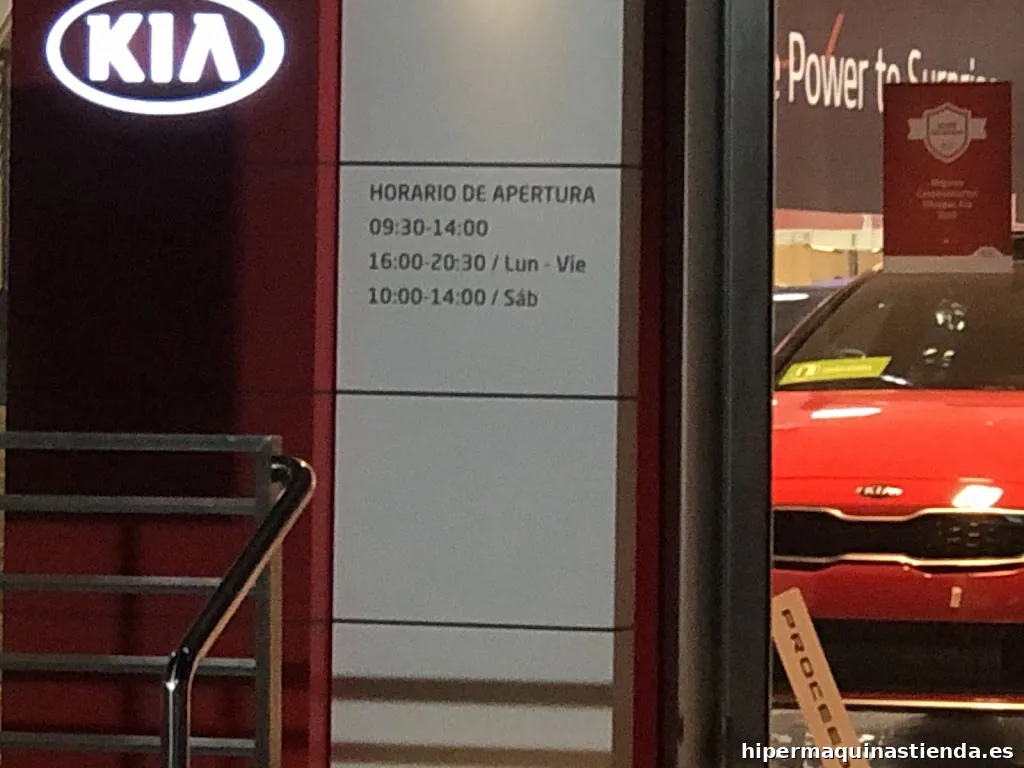 KIA
HORARIO DE APERTURA
09:30-14:00
16:00-20:30 / Lun - Vie
10:00-14:00 / Sáb
Power to Surprise
KIA
PROCEE
hipermaquinastienda.es